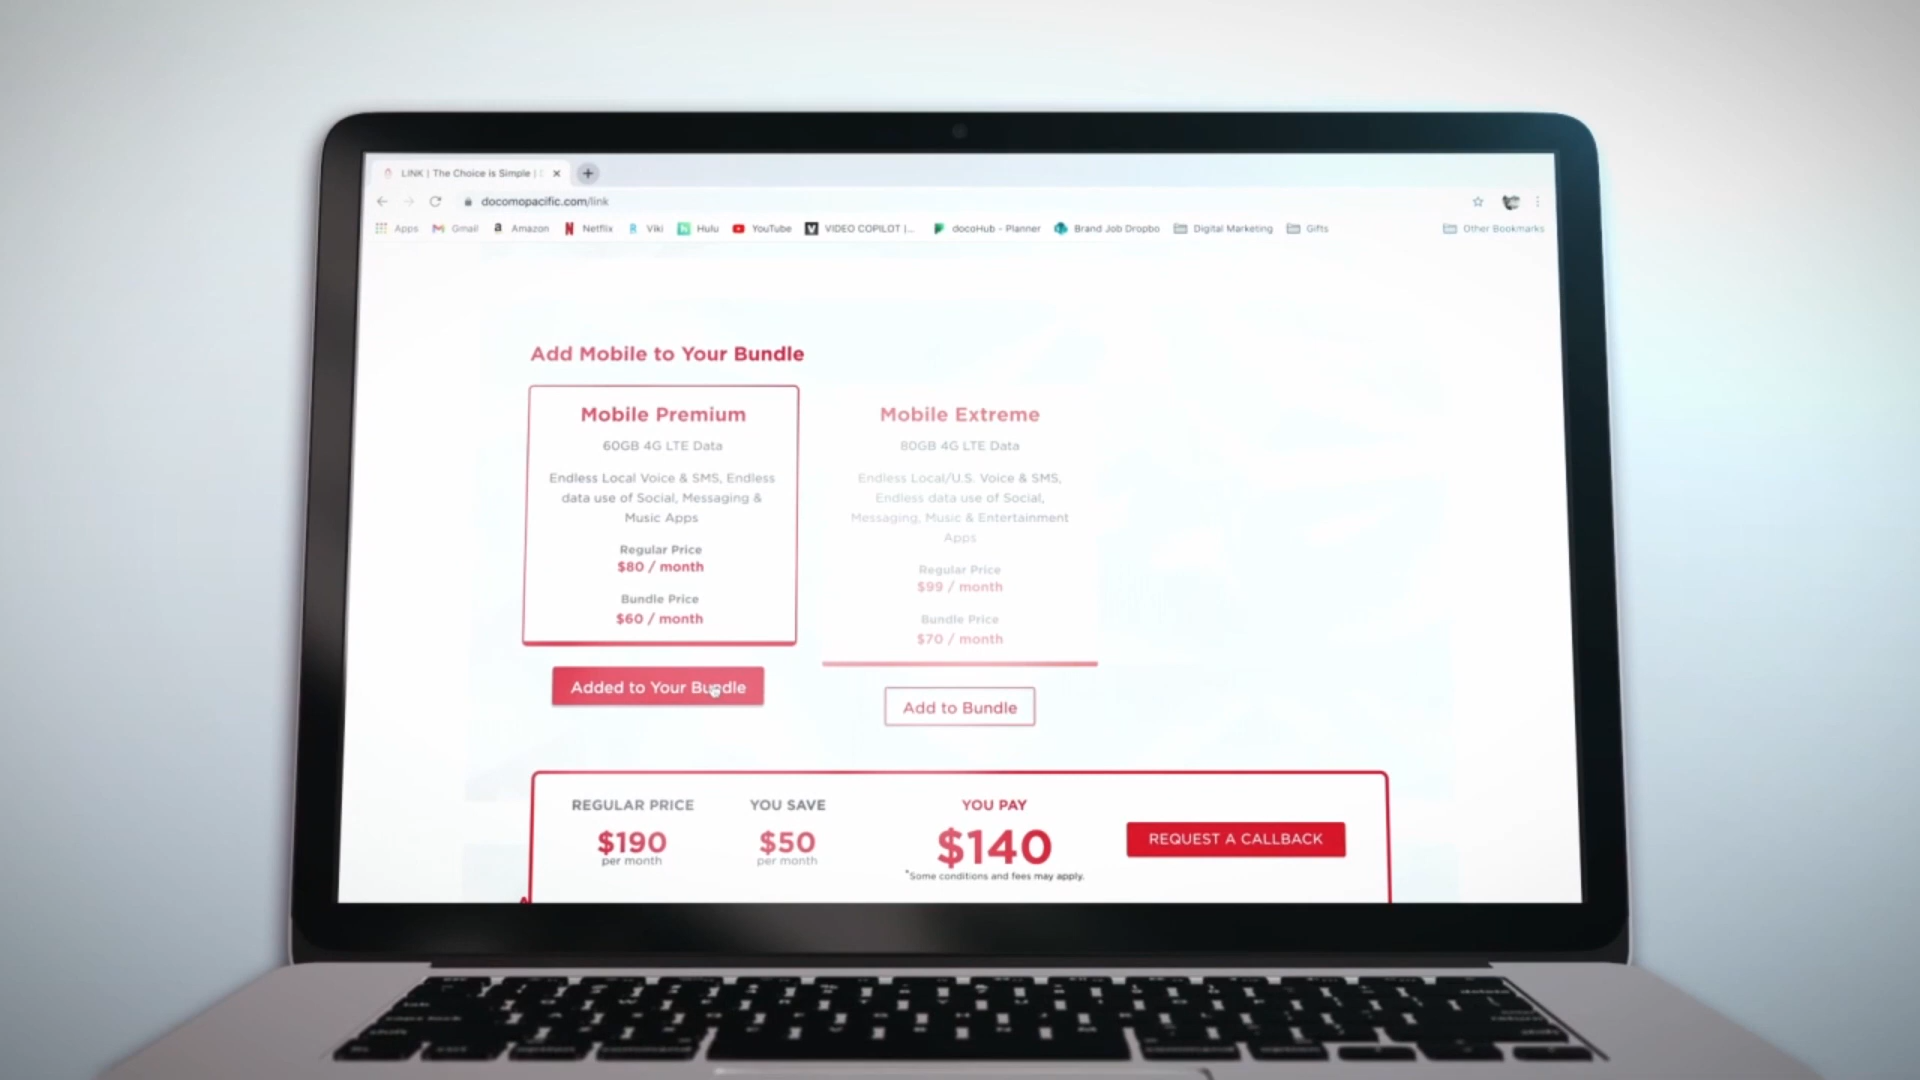 LINK | The Choice is Simple |
docomopacific.com/link
Apps Gmail Amazon Netflix Viki Hulu YouTube VIDEO COPILOT |... docoHub - Planner Brand Job Dropbo Digital Marketing Gifts Other Bookmarks
Add Mobile to Your Bundle
Mobile Premium
60GB 4G LTE Data
Endless Local Voice & SMS, Endless
data use of Social, Messaging &
Music Apps
Regular Price
$80 / month
Bundle Price
$60 / month
Added to Your Bundle
Mobile Extreme
80GB 4G LTE Data
Endless Local/U.S. Voice & SMS,
Endless data use of Social,
Messaging, Music & Entertainment
Apps
Regular Price
$99 / month
Bundle Price
$70 / month
Add to Bundle
REGULAR PRICE
$190
per month
YOU SAVE
$50
per month
YOU PAY
$140
*Some conditions and fees may apply.
REQUEST A CALLBACK